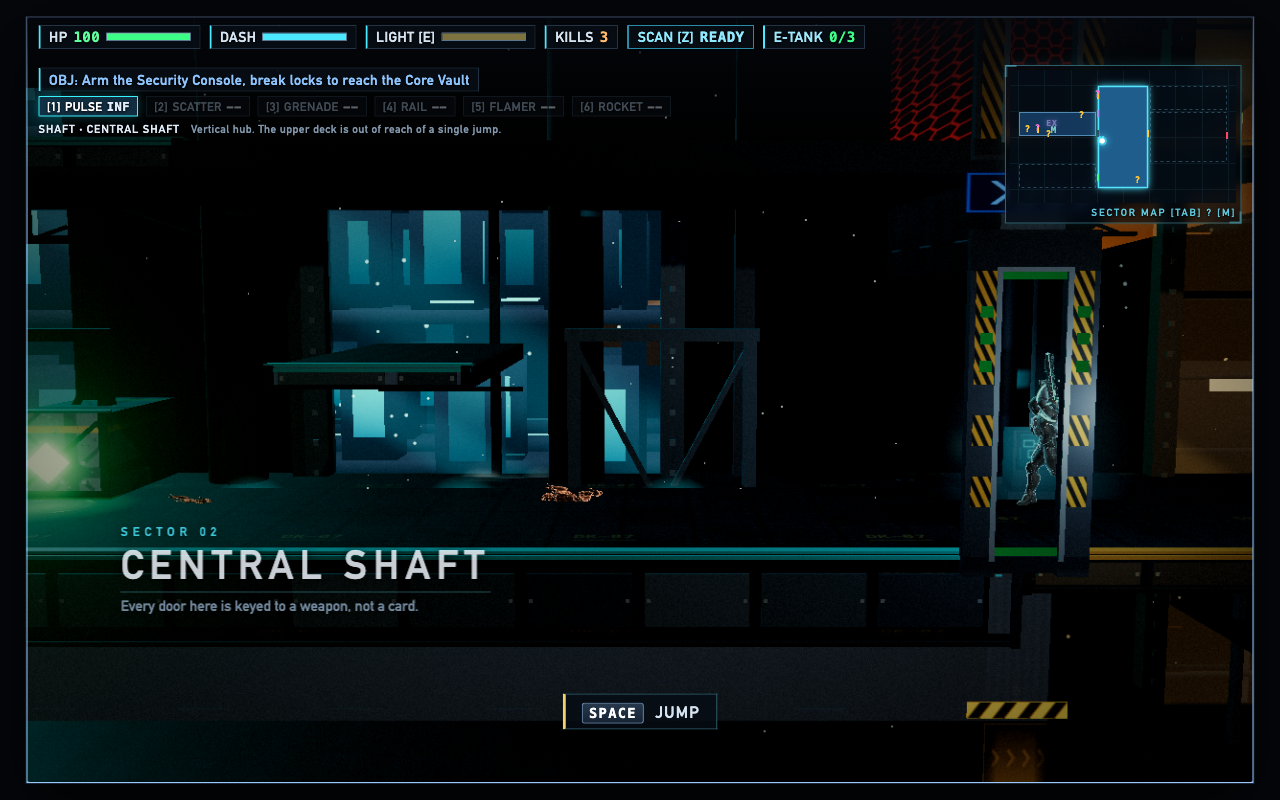 HP 100 DASH LIGHT [E] KILLS 3 SCAN [Z] READY E-TANK 0/3
OBJ: Arm the Security Console, break locks to reach the Core Vault
[1] PULSE INF [2] SCATTER —— [3] GRENADE —— [4] RAIL —— [5] FLAMER —— [6] ROCKET ——
SHAFT · CENTRAL SHAFT Vertical hub. The upper deck is out of reach of a single jump.
? ? EX M ? ? ?
SECTOR MAP [TAB] ? [M]
SECTOR 02
CENTRAL SHAFT
Every door here is keyed to a weapon, not a card.
SPACE JUMP